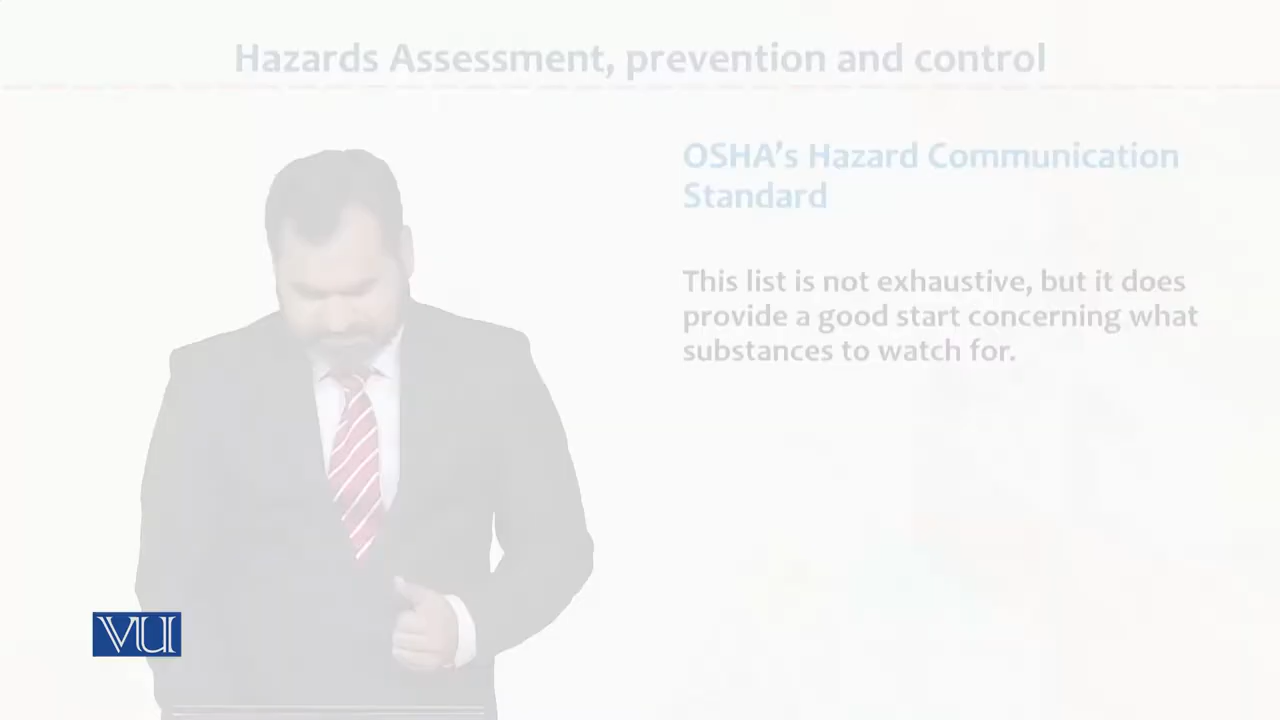 Hazards Assessment, prevention and control
OSHA's Hazard Communication
Standard
This list is not exhaustive, but it does
provide a good start concerning what
substances to watch for.
VU